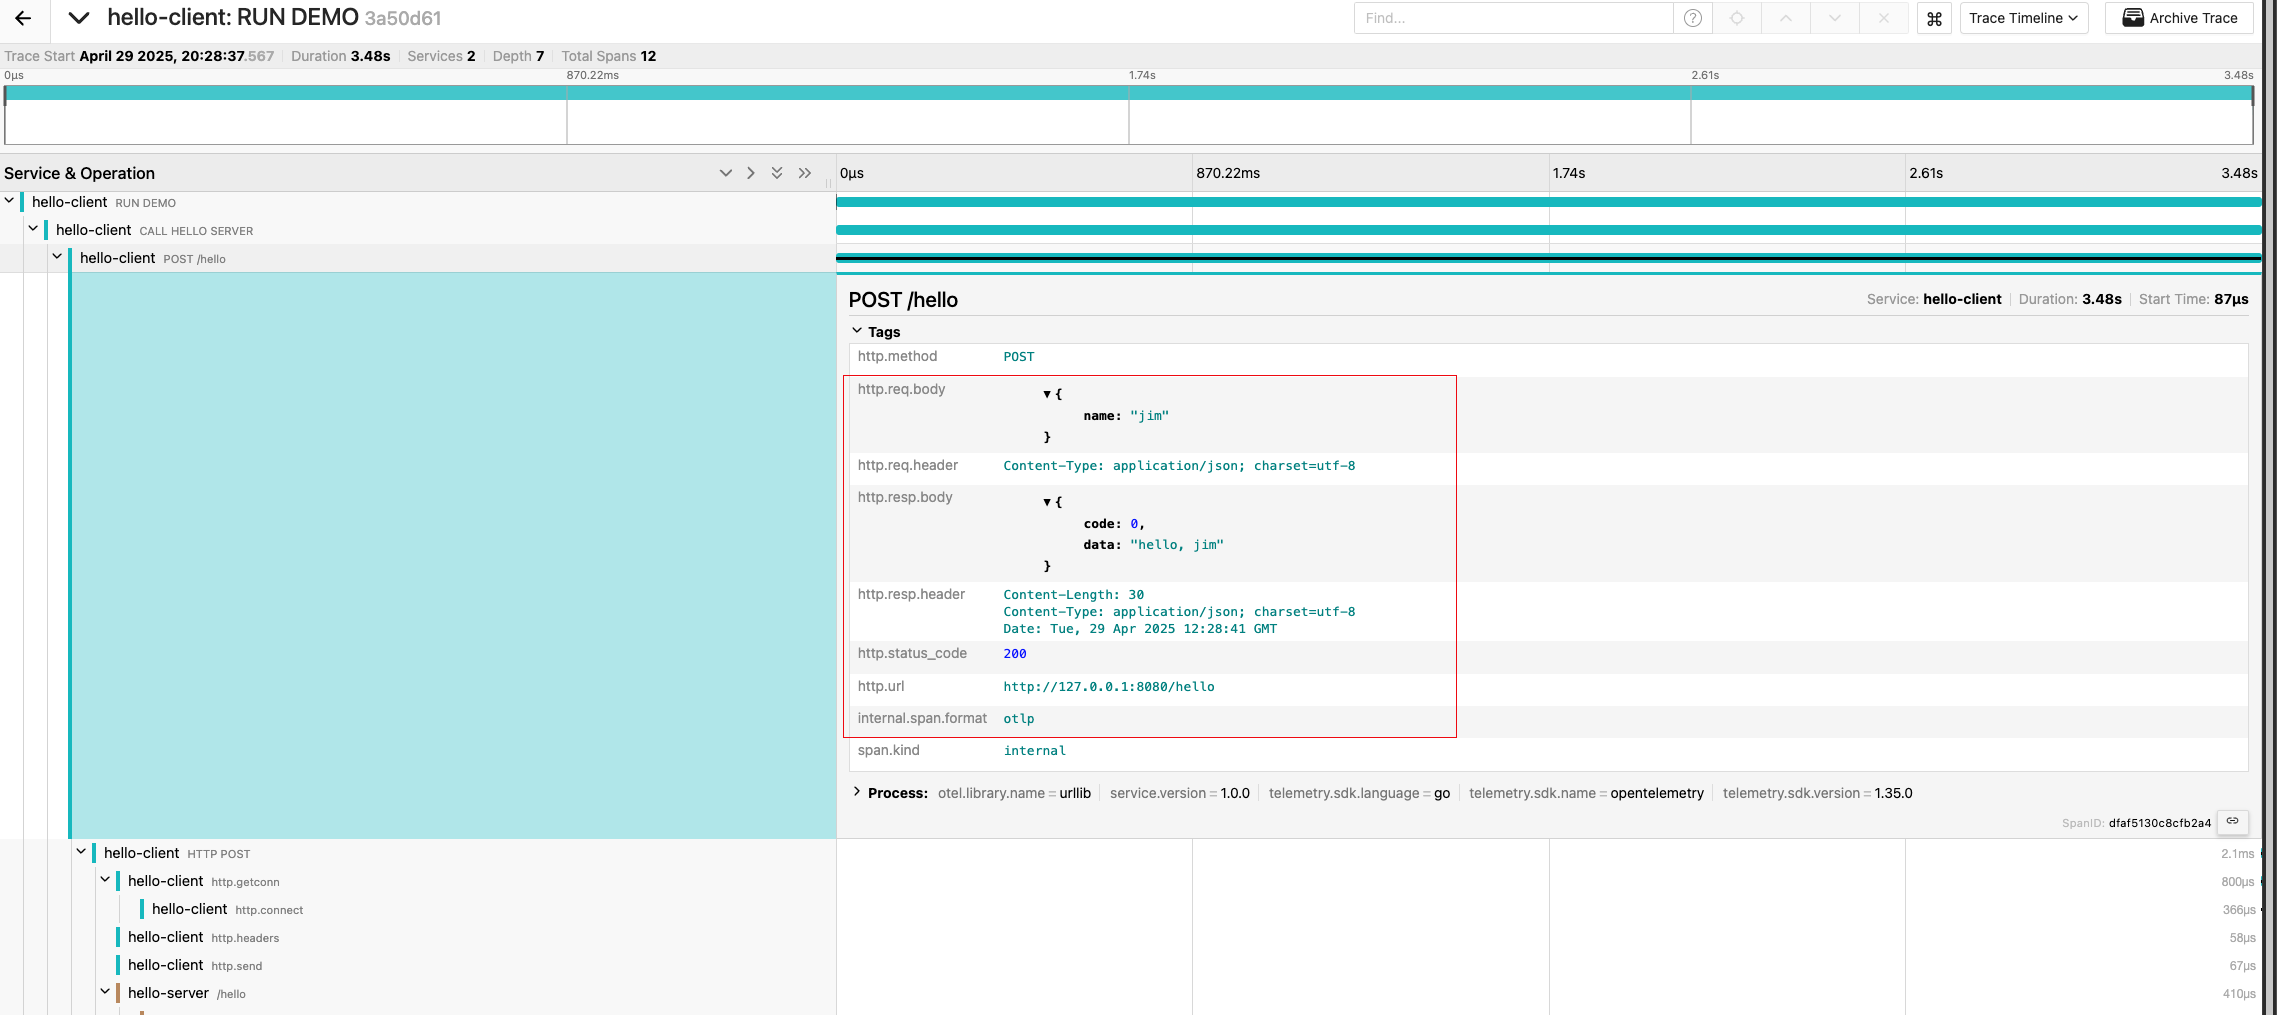 hello-client: RUN DEMO 3a50d61
Find...
Trace Timeline
Archive Trace
Trace Start April 29 2025, 20:28:37.567 Duration 3.48s Services 2 Depth 7 Total Spans 12
0μs 870.22ms 1.74s 2.61s 3.48s
Service & Operation 0μs 870.22ms 1.74s 2.61s 3.48s
hello-client RUN DEMO
hello-client CALL HELLO SERVER
hello-client POST /hello
POST /hello Service: hello-client Duration: 3.48s Start Time: 87μs
Tags
http.method POST
http.req.body {
name: "jim"
}
http.req.header Content-Type: application/json; charset=utf-8
http.resp.body {
code: 0,
data: "hello, jim"
}
http.resp.header Content-Length: 30
Content-Type: application/json; charset=utf-8
Date: Tue, 29 Apr 2025 12:28:41 GMT
http.status_code 200
http.url http://127.0.0.1:8080/hello
internal.span.format otlp
span.kind internal
Process: otel.library.name = urllib service.version = 1.0.0 telemetry.sdk.language = go telemetry.sdk.name = opentelemetry telemetry.sdk.version = 1.35.0
SpanID: dfaf5130c8cfb2a4
hello-client HTTP POST 2.1ms
hello-client http.getconn 800μs
hello-client http.connect 366μs
hello-client http.headers 58μs
hello-client http.send 67μs
hello-server /hello 410μs